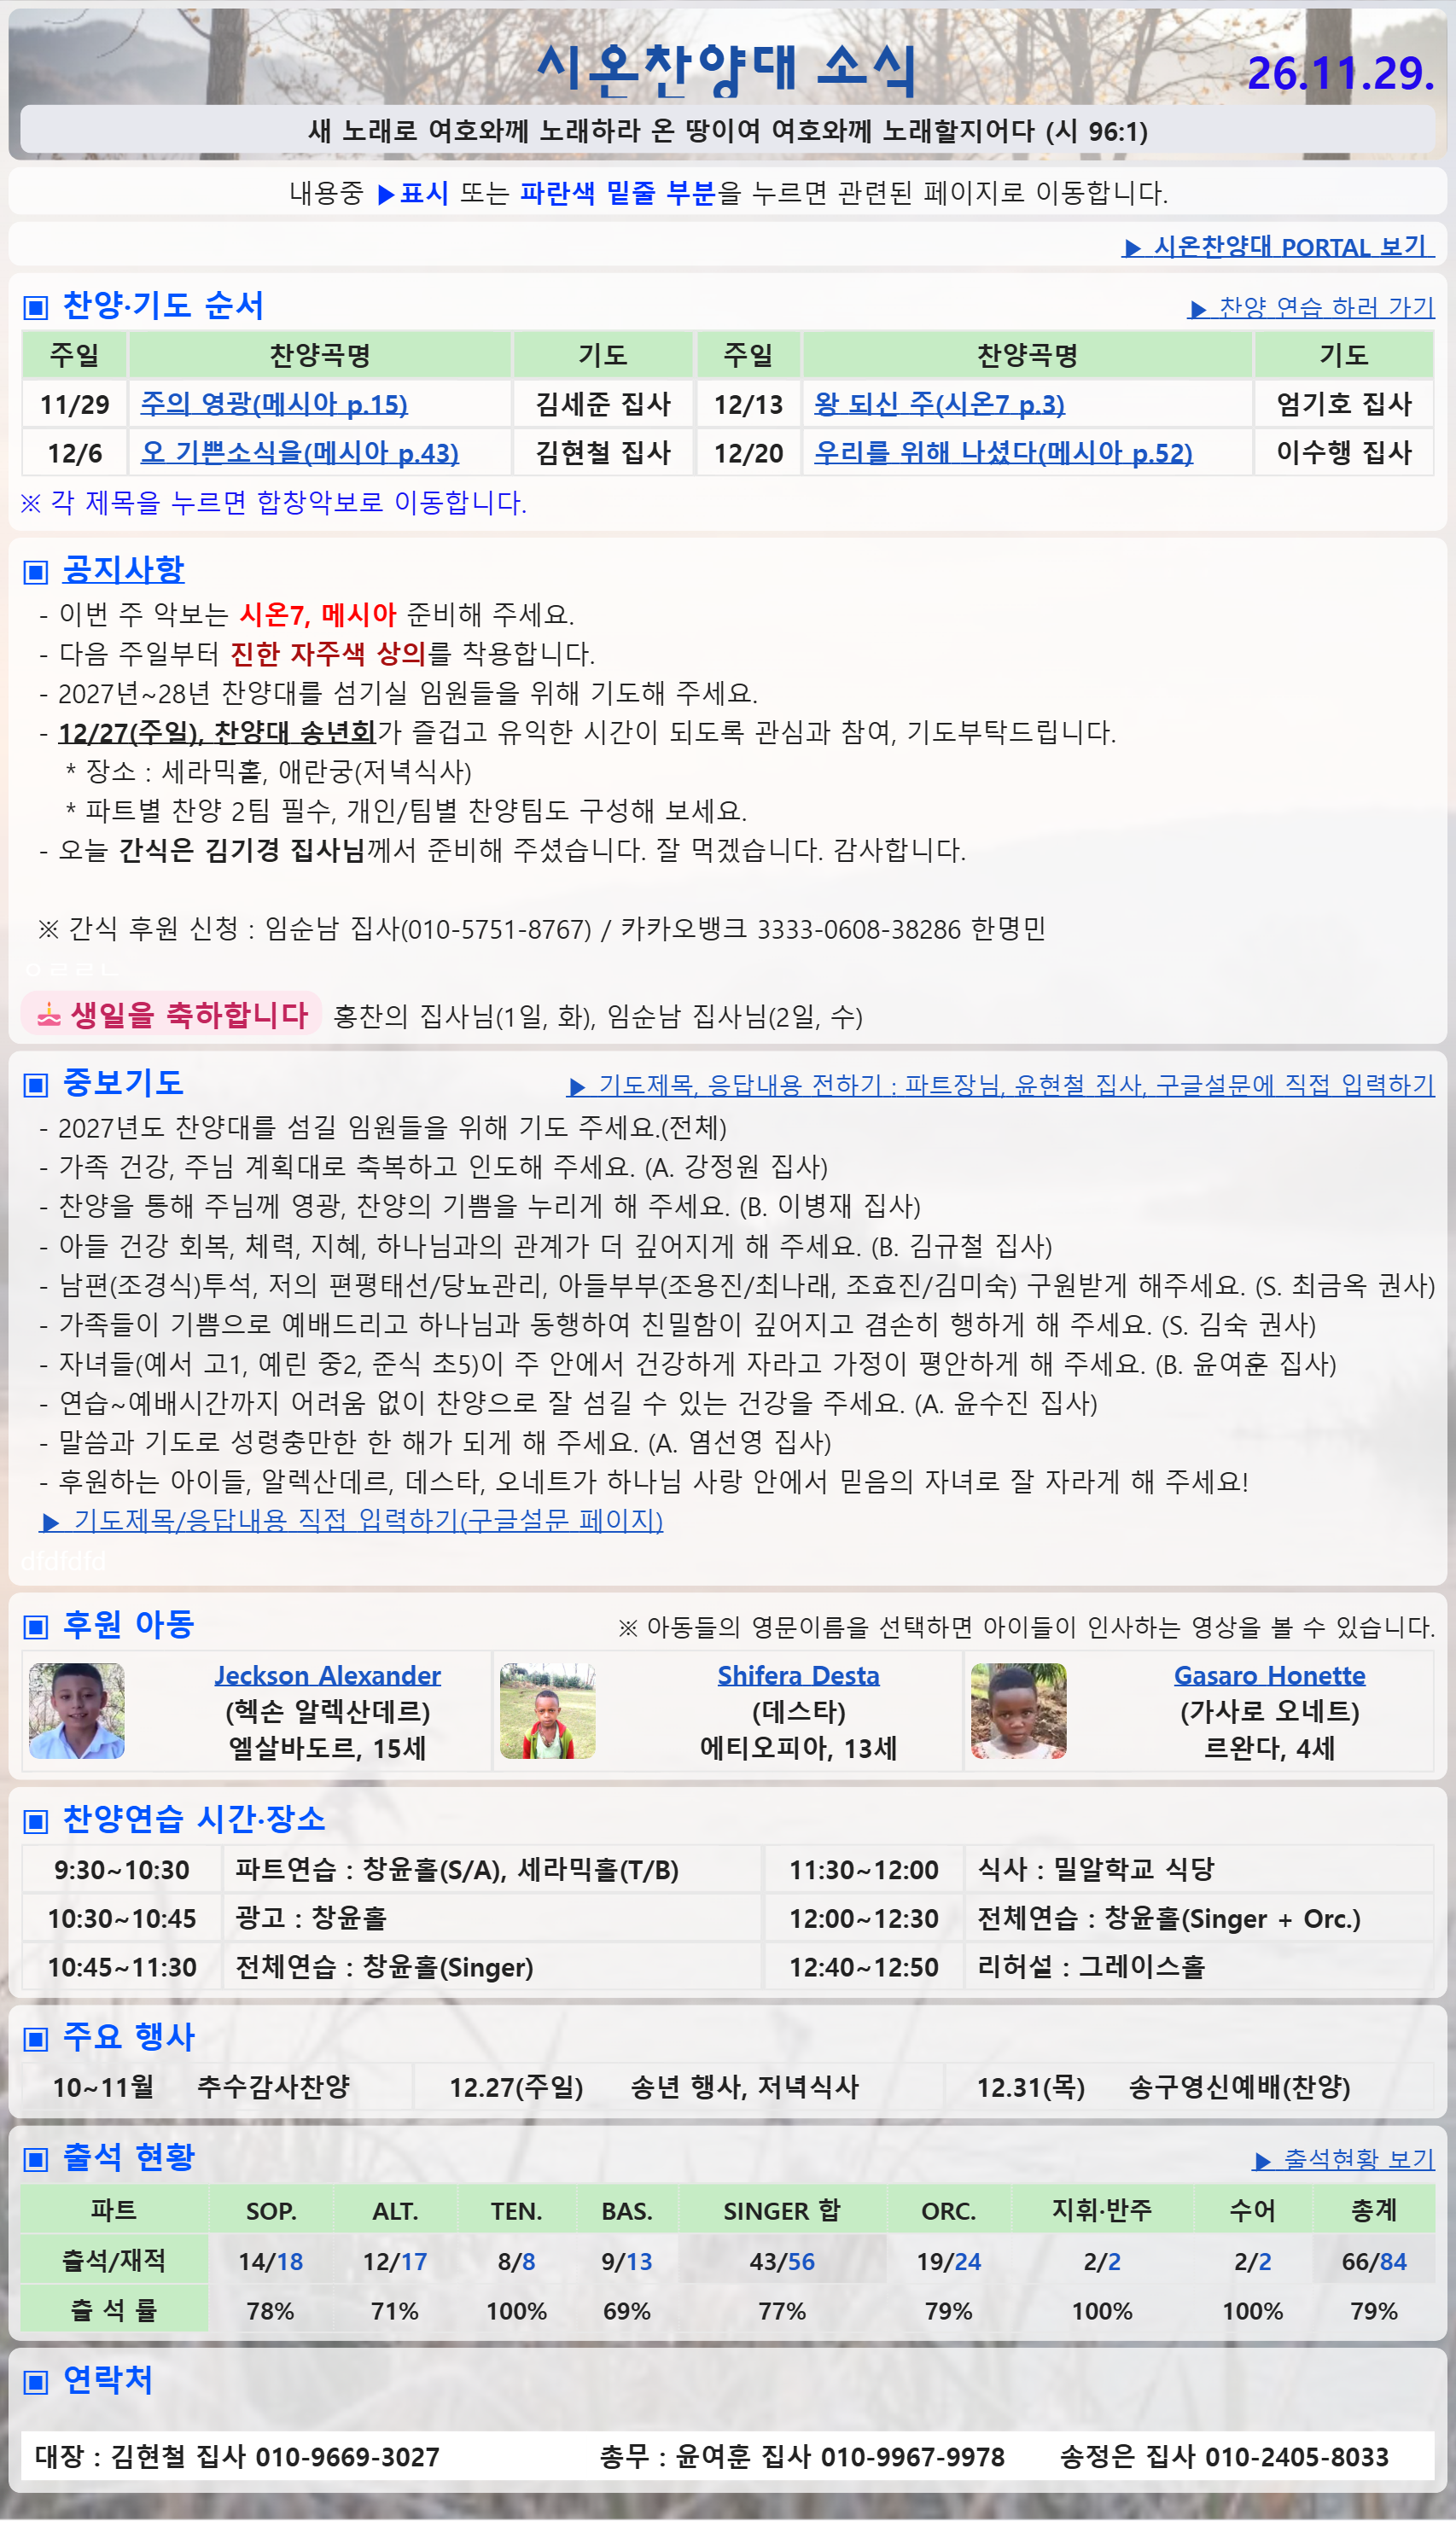 시온찬양대 소식
26.11.29.
새 노래로 여호와께 노래하라 온 땅이여 여호와께 노래할지어다 (시 96:1)
내용중 ▶표시 또는 파란색 밑줄 부분을 누르면 관련된 페이지로 이동합니다.
▶ 시온찬양대 PORTAL 보기
▣ 찬양·기도 순서 ▶ 찬양 연습 하러 가기
주일 찬양곡명 기도 주일 찬양곡명 기도
11/29 주의 영광(메시아 p.15) 김세준 집사 12/13 왕 되신 주(시온7 p.3) 엄기호 집사
12/6 오 기쁜소식을(메시아 p.43) 김현철 집사 12/20 우리를 위해 나셨다(메시아 p.52) 이수행 집사
※ 각 제목을 누르면 합창악보로 이동합니다.
▣ 공지사항
- 이번 주 악보는 시온7, 메시아 준비해 주세요.
- 다음 주일부터 진한 자주색 상의를 착용합니다.
- 2027년~28년 찬양대를 섬기실 임원들을 위해 기도해 주세요.
- 12/27(주일), 찬양대 송년회가 즐겁고 유익한 시간이 되도록 관심과 참여, 기도부탁드립니다.
* 장소 : 세라믹홀, 애란궁(저녁식사)
* 파트별 찬양 2팀 필수, 개인/팀별 찬양팀도 구성해 보세요.
- 오늘 간식은 김기경 집사님께서 준비해 주셨습니다. 잘 먹겠습니다. 감사합니다.
※ 간식 후원 신청 : 임순남 집사(010-5751-8767) / 카카오뱅크 3333-0608-38286 한명민
ㅇㄹㄹㄴ
생일을 축하합니다 홍찬의 집사님(1일, 화), 임순남 집사님(2일, 수)
▣ 중보기도 ▶ 기도제목, 응답내용 전하기 : 파트장님, 윤현철 집사, 구글설문에 직접 입력하기
- 2027년도 찬양대를 섬길 임원들을 위해 기도 주세요.(전체)
- 가족 건강, 주님 계획대로 축복하고 인도해 주세요. (A. 강정원 집사)
- 찬양을 통해 주님께 영광, 찬양의 기쁨을 누리게 해 주세요. (B. 이병재 집사)
- 아들 건강 회복, 체력, 지혜, 하나님과의 관계가 더 깊어지게 해 주세요. (B. 김규철 집사)
- 남편(조경식)투석, 저의 편평태선/당뇨관리, 아들부부(조용진/최나래, 조효진/김미숙) 구원받게 해주세요. (S. 최금옥 권사)
- 가족들이 기쁨으로 예배드리고 하나님과 동행하여 친밀함이 깊어지고 겸손히 행하게 해 주세요. (S. 김숙 권사)
- 자녀들(예서 고1, 예린 중2, 준식 초5)이 주 안에서 건강하게 자라고 가정이 평안하게 해 주세요. (B. 윤여훈 집사)
- 연습~예배시간까지 어려움 없이 찬양으로 잘 섬길 수 있는 건강을 주세요. (A. 윤수진 집사)
- 말씀과 기도로 성령충만한 한 해가 되게 해 주세요. (A. 염선영 집사)
- 후원하는 아이들, 알렉산데르, 데스타, 오네트가 하나님 사랑 안에서 믿음의 자녀로 잘 자라게 해 주세요!
▶ 기도제목/응답내용 직접 입력하기(구글설문 페이지)
dfdfdfd
▣ 후원 아동 ※ 아동들의 영문이름을 선택하면 아이들이 인사하는 영상을 볼 수 있습니다.
Jeckson Alexander Shifera Desta Gasaro Honette
(헥손 알렉산데르) (데스타) (가사로 오네트)
엘살바도르, 15세 에티오피아, 13세 르완다, 4세
▣ 찬양연습 시간·장소
9:30~10:30 파트연습 : 창윤홀(S/A), 세라믹홀(T/B) 11:30~12:00 식사 : 밀알학교 식당
10:30~10:45 광고 : 창윤홀 12:00~12:30 전체연습 : 창윤홀(Singer + Orc.)
10:45~11:30 전체연습 : 창윤홀(Singer) 12:40~12:50 리허설 : 그레이스홀
▣ 주요 행사
10~11월 추수감사찬양 12.27(주일) 송년 행사, 저녁식사 12.31(목) 송구영신예배(찬양)
▣ 출석 현황 ▶ 출석현황 보기
파트 SOP. ALT. TEN. BAS. SINGER 합 ORC. 지휘·반주 수어 총계
출석/재적 14/18 12/17 8/8 9/13 43/56 19/24 2/2 2/2 66/84
출 석 률 78% 71% 100% 69% 77% 79% 100% 100% 79%
▣ 연락처
대장 : 김현철 집사 010-9669-3027 총무 : 윤여훈 집사 010-9967-9978 송정은 집사 010-2405-8033